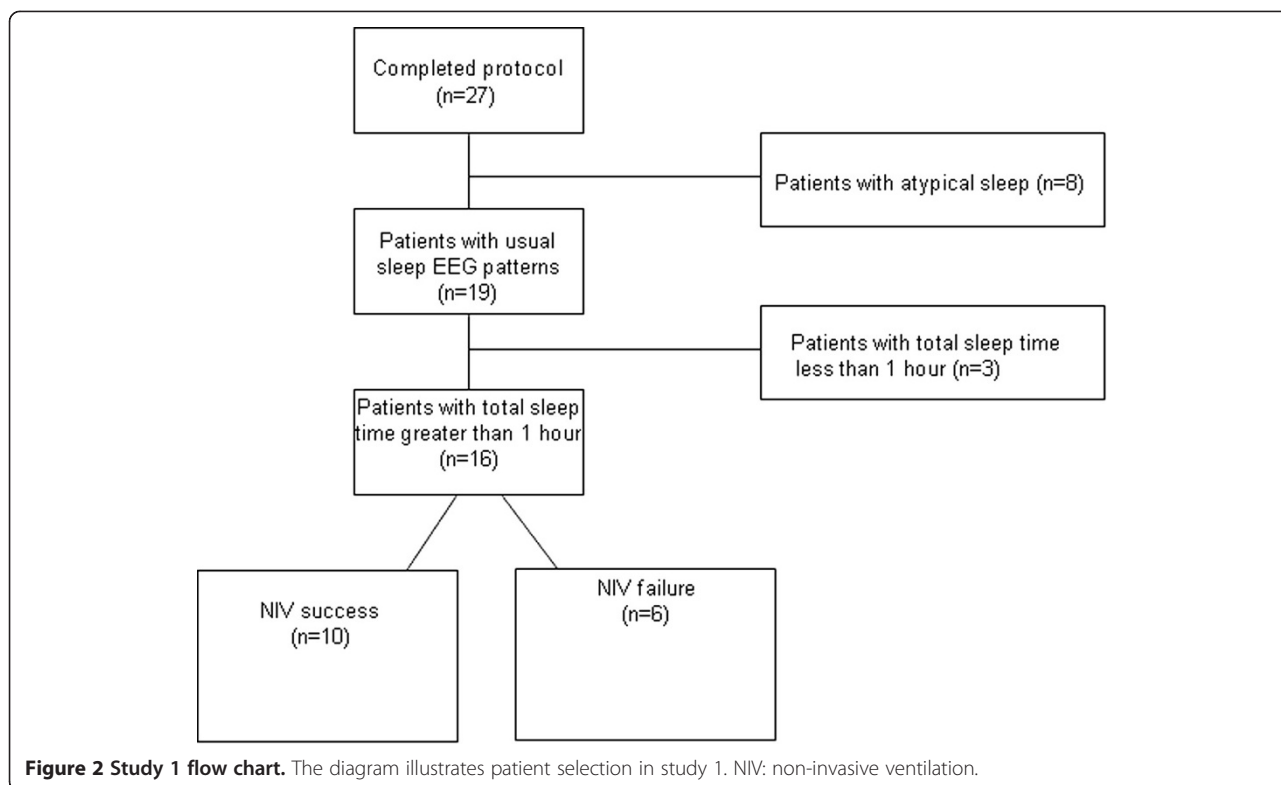 Completed protocol
(n=27)
Patients with atypical sleep (n=8)
Patients with usual
sleep EEG patterns
(n=19)
Patients with total sleep time
less than 1 hour (n=3)
Patients with total sleep
time greater than 1 hour
(n=16)
NIV success
(n=10)
NIV failure
(n=6)
Figure 2 Study 1 flow chart. The diagram illustrates patient selection in study 1. NIV: non-invasive ventilation.